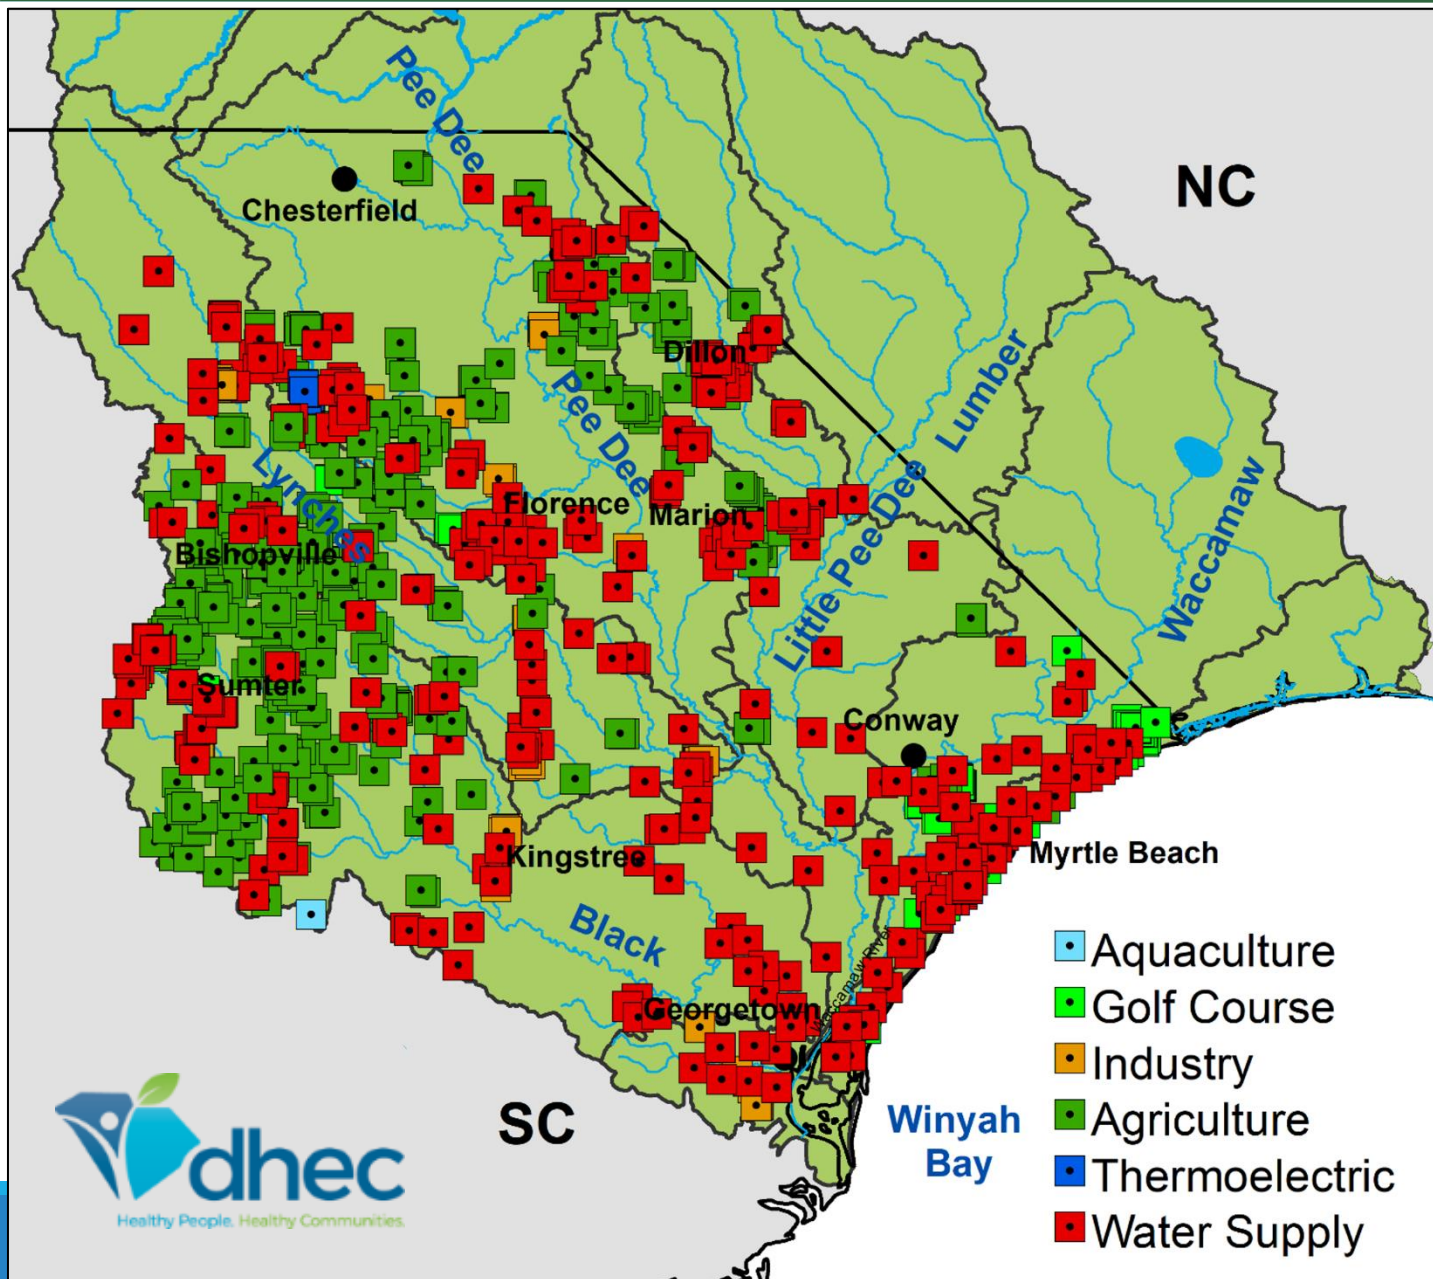 Pee Dee
NC
Chesterfield
Dillon
Lumber
Pee Dee
Lynches
Florence
Marion
Little Pee Dee
Waccamaw
Bishopville
Sumter
Conway
Myrtle Beach
Kingstree
Black
Waccamaw River
Georgetown
SC
Winyah
Bay
Aquaculture
Golf Course
Industry
Agriculture
Thermoelectric
Water Supply
dhec
Healthy People. Healthy Communities.